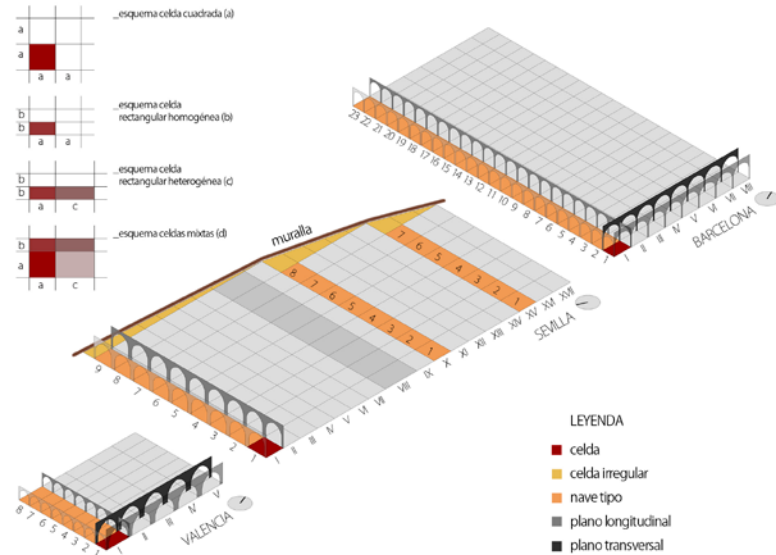 _esquema celda cuadrada (a)
a
a
a a
_esquema celda
rectangular homogénea (b)
b
b
a a
_esquema celda
rectangular heterogénea (c)
b
b
a c
_esquema celdas mixtas (d)
b
a
a c
23 22 21 20 19 18 17 16 15 14 13 12 11 10 9 8 7 6 5 4 3 2 1
I II III IV V VI VII VIII
BARCELONA
muralla
7 6 5 4 3 2 1
8 7 6 5 4 3 2 1
9 8 7 6 5 4 3 2 1
I II III IV V VI VII VIII IX X XI XII XIII XIV XV XVI XVII
SEVILLA
8 7 6 5 4 3 2 1
I II III IV V
VALENCIA
LEYENDA
celda
celda irregular
nave tipo
plano longitudinal
plano transversal